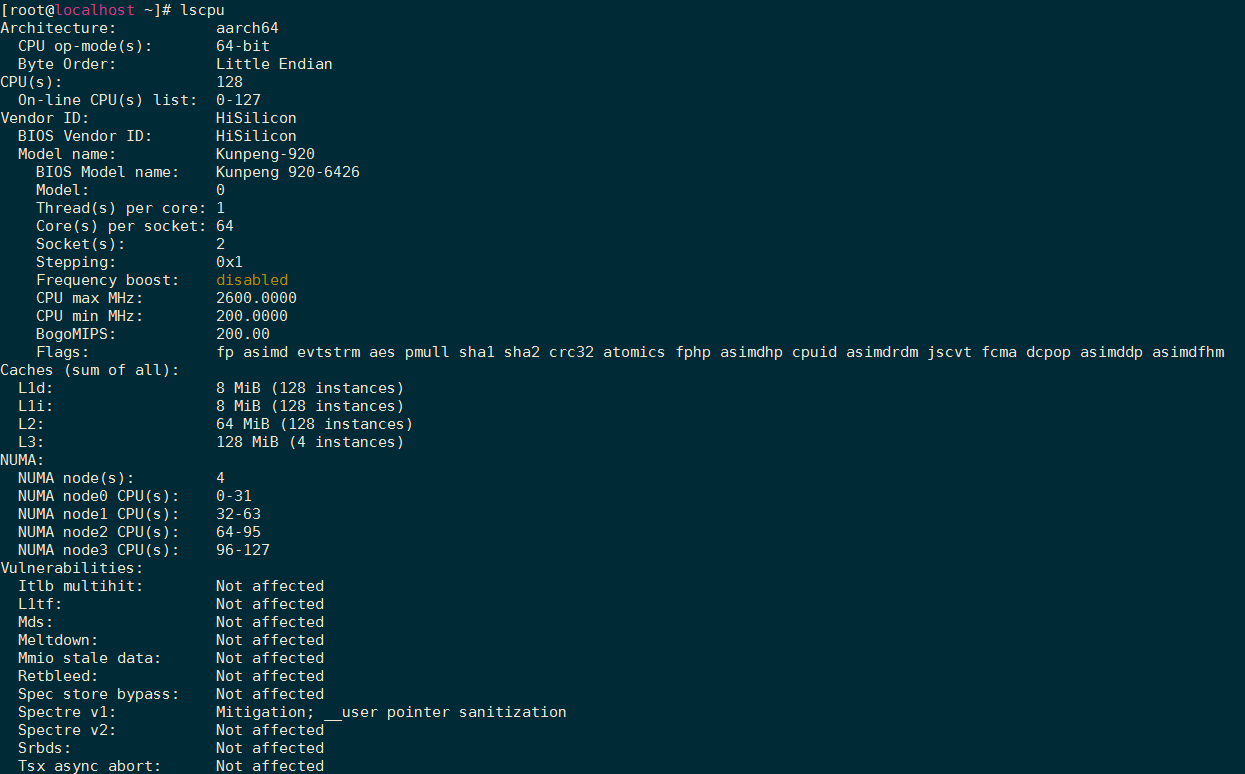 [root@localhost ~]# lscpu
Architecture:           aarch64
  CPU op-mode(s):       64-bit
  Byte Order:           Little Endian
CPU(s):                 128
  On-line CPU(s) list:  0-127
Vendor ID:              HiSilicon
  BIOS Vendor ID:       HiSilicon
  Model name:           Kunpeng-920
    BIOS Model name:    Kunpeng 920-6426
    Model:              0
    Thread(s) per core: 1
    Core(s) per socket: 64
    Socket(s):          2
    Stepping:           0x1
    Frequency boost:    disabled
    CPU max MHz:        2600.0000
    CPU min MHz:        200.0000
    BogoMIPS:           200.00
    Flags:              fp asimd evtstrm aes pmull sha1 sha2 crc32 atomics fphp asimdhp cpuid asimdrdm jscvt fcma dcpop asimddp asimdfhm
Caches (sum of all):
  L1d:                  8 MiB (128 instances)
  L1i:                  8 MiB (128 instances)
  L2:                   64 MiB (128 instances)
  L3:                   128 MiB (4 instances)
NUMA:
  NUMA node(s):         4
  NUMA node0 CPU(s):    0-31
  NUMA node1 CPU(s):    32-63
  NUMA node2 CPU(s):    64-95
  NUMA node3 CPU(s):    96-127
Vulnerabilities:
  Itlb multihit:        Not affected
  L1tf:                 Not affected
  Mds:                  Not affected
  Meltdown:             Not affected
  Mmio stale data:      Not affected
  Retbleed:             Not affected
  Spec store bypass:    Not affected
  Spectre v1:           Mitigation; __user pointer sanitization
  Spectre v2:           Not affected
  Srbds:                Not affected
  Tsx async abort:      Not affected